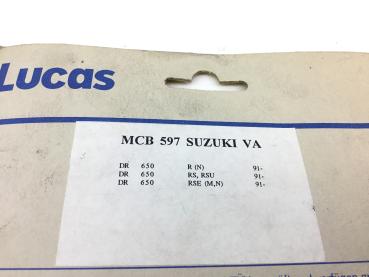 Lucas
MCB 597 SUZUKI VA
DR 650 R (N) 91-
DR 650 RS, RSU 91-
DR 650 RSE (M,N) 91-